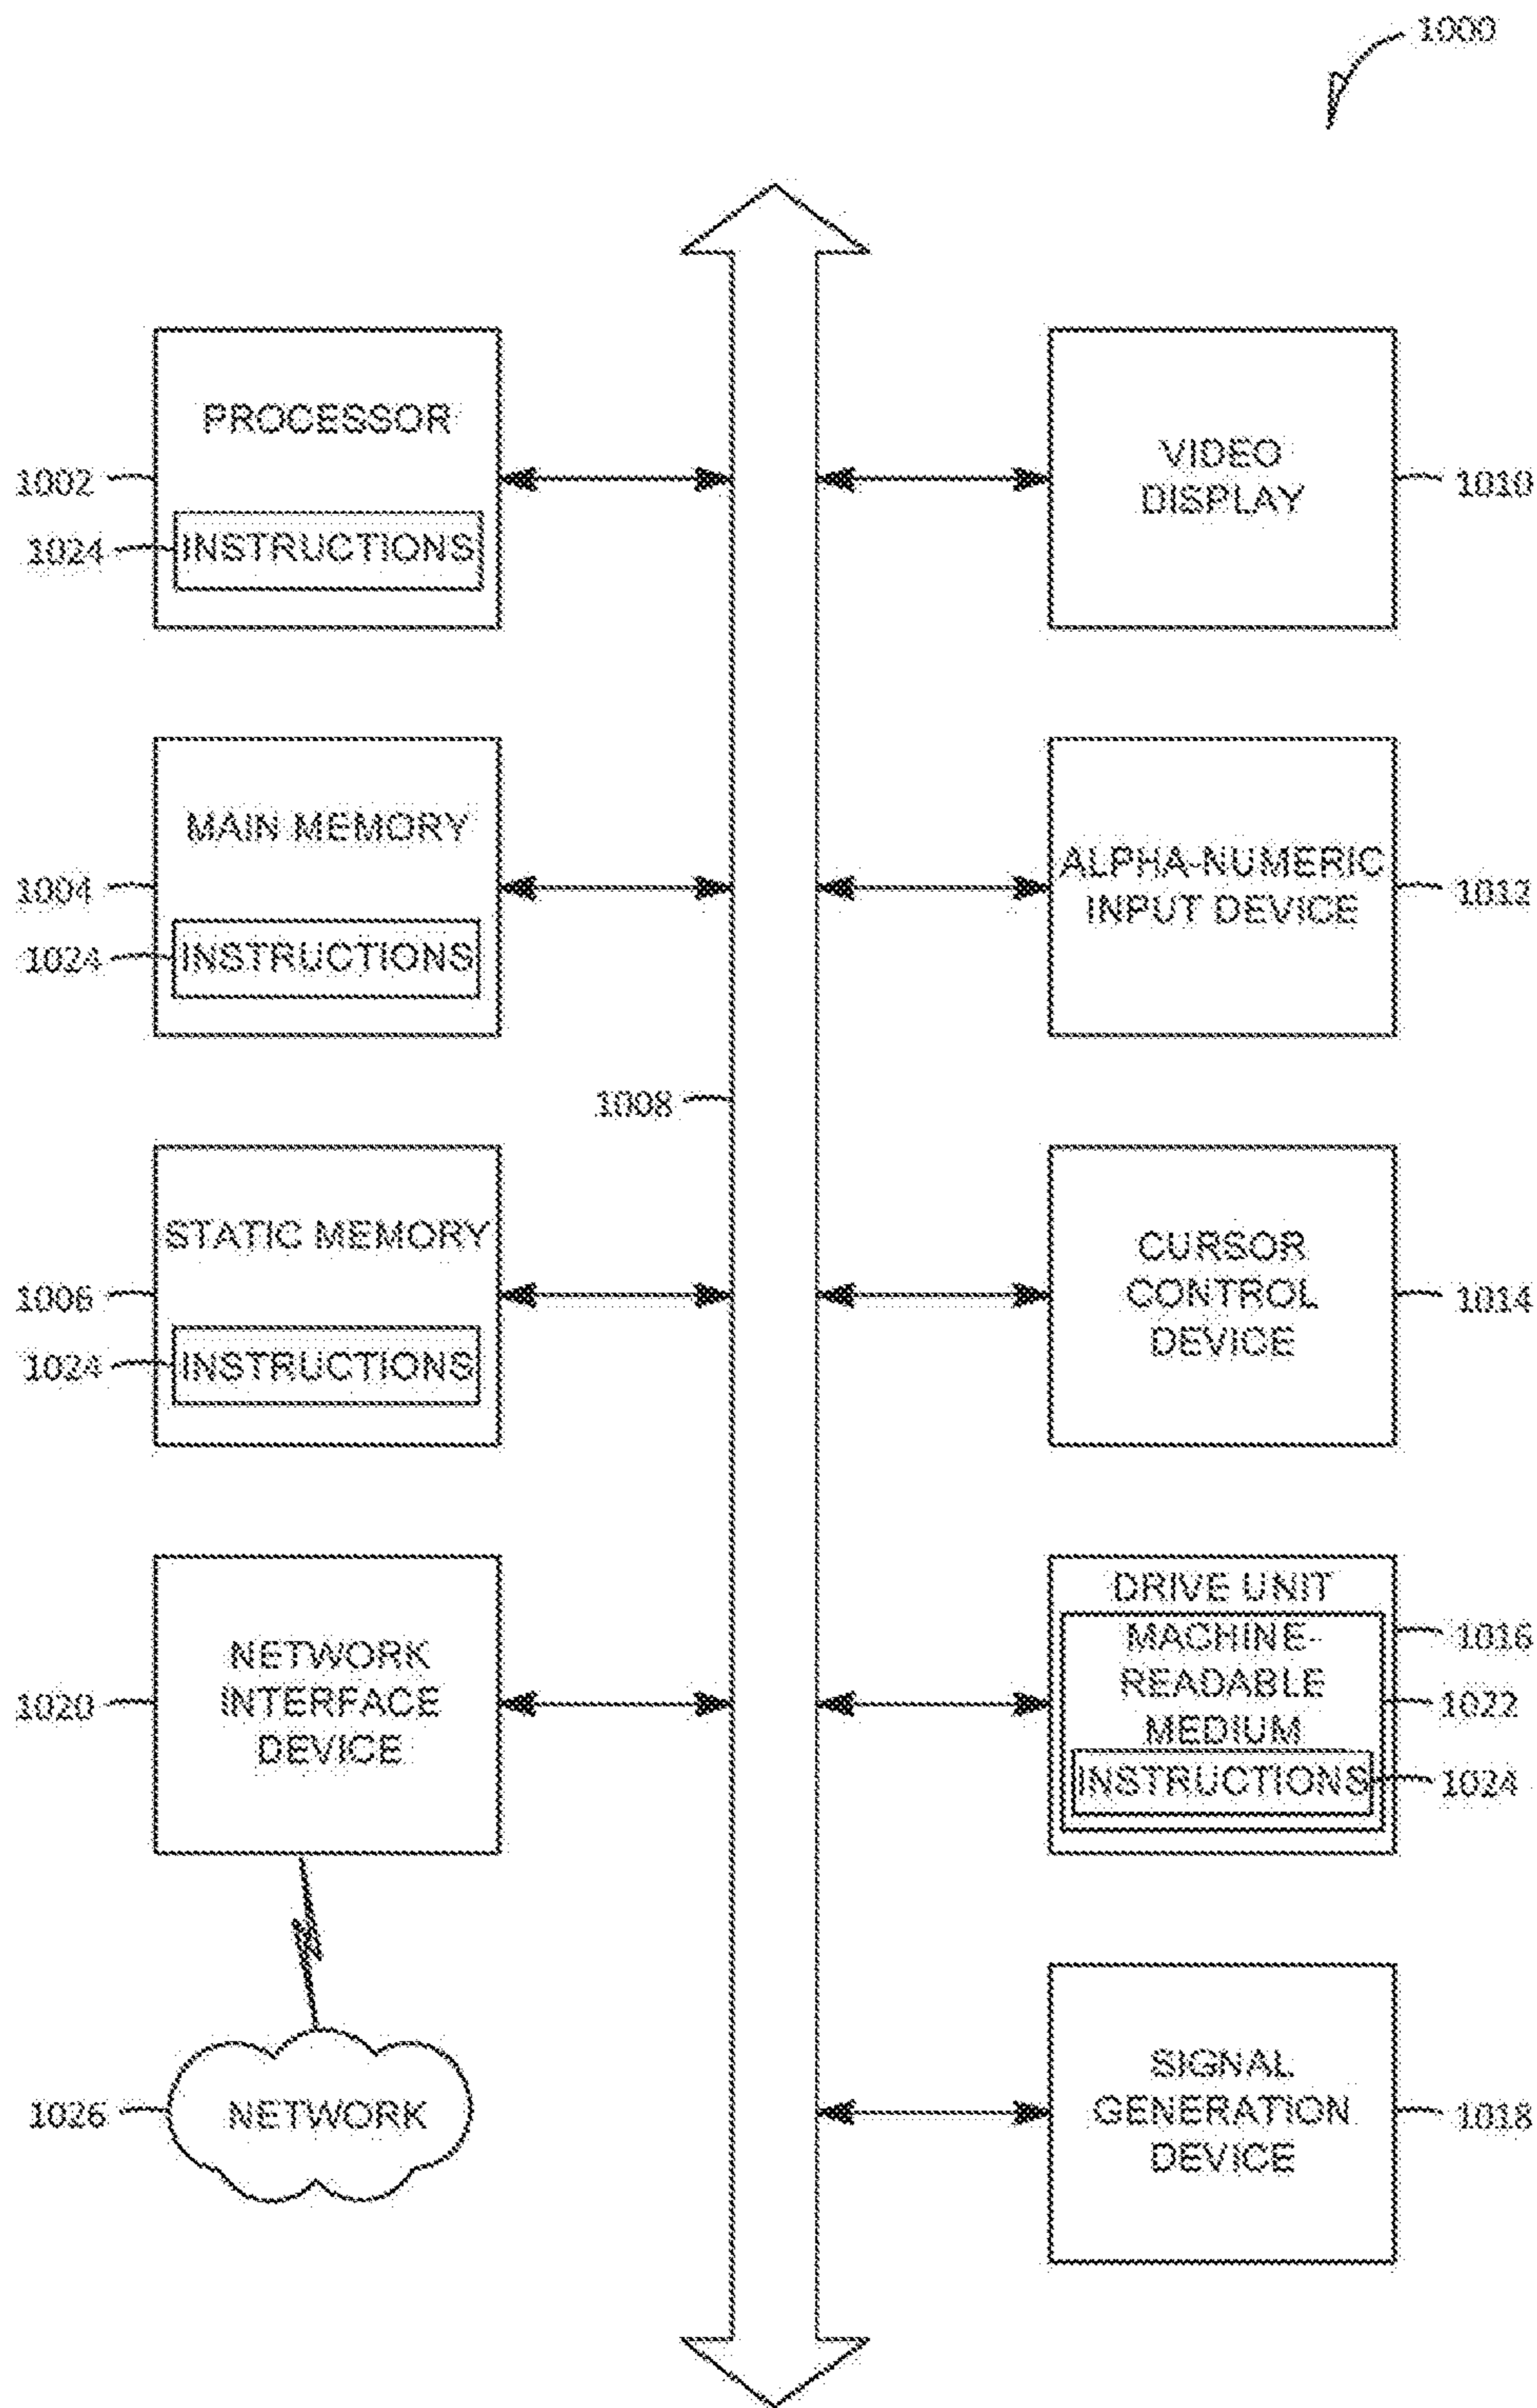 1000
PROCESSOR
1002
1024
INSTRUCTIONS
MAIN MEMORY
1004
1024
INSTRUCTIONS
1008
STATIC MEMORY
1006
1024
INSTRUCTIONS
NETWORK
INTERFACE
DEVICE
1020
NETWORK
1026
VIDEO
DISPLAY
1010
ALPHA-NUMERIC
INPUT DEVICE
1012
CURSOR
CONTROL
DEVICE
1014
DRIVE UNIT
1016
MACHINE-
READABLE
MEDIUM
1022
INSTRUCTIONS
1024
SIGNAL
GENERATION
DEVICE
1018